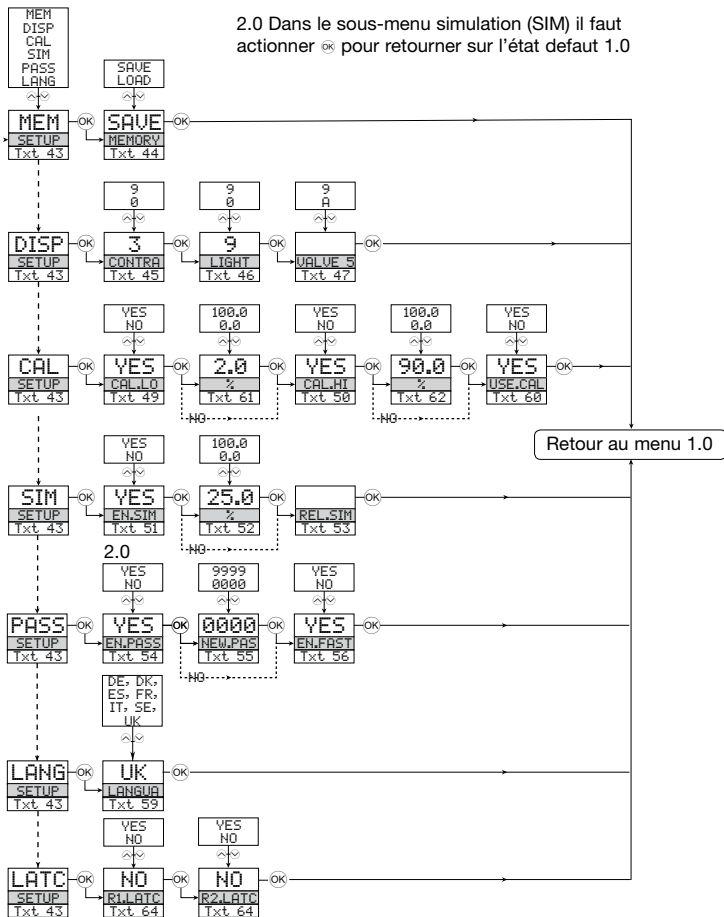 2.0 Dans le sous-menu simulation (SIM) il faut
actionner OK pour retourner sur l'état defaut 1.0
MEM
DISP
CAL
SIM
PASS
LANG
SAVE
LOAD
MEM OK SAVE OK
SETUP MEMORY
Txt 43 Txt 44
9 9 9
0 0 A
DISP OK 3 OK 9 OK OK
SETUP CONTRA LIGHT VALVE 5
Txt 43 Txt 45 Txt 46 Txt 47
YES 100.0 YES 100.0 YES
NO 0.0 NO 0.0 NO
CAL OK YES OK 2.0 OK YES OK 90.0 OK YES OK
SETUP CAL.LO % CAL.HI % USE.CAL
Txt 43 Txt 49 Txt 61 Txt 50 Txt 62 Txt 60
NO NO
Retour au menu 1.0
YES 100.0
NO 0.0
SIM OK YES OK 25.0 OK OK
SETUP EN.SIM % REL.SIM
Txt 43 Txt 51 Txt 52 Txt 53
NO
2.0
YES 9999 YES
NO 0000 NO
PASS OK YES OK 0000 OK YES OK
SETUP EN.PASS NEW.PAS EN.FAST
Txt 43 Txt 54 Txt 55 Txt 56
NO
DE, DK,
ES, FR,
IT, SE,
UK
LANG OK UK OK
SETUP LANGUA
Txt 43 Txt 59
YES YES
NO NO
LATC OK NO OK NO OK
SETUP R1.LATC R2.LATC
Txt 43 Txt 64 Txt 64